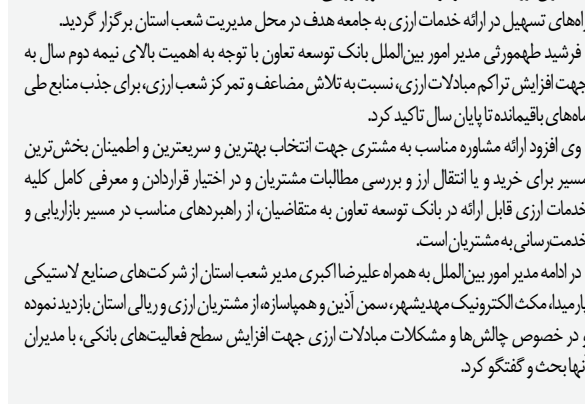 راه‌های تسهیل در ارائه خدمات ارزی به جامعه هدف در محل مدیریت شعب استان برگزار گردید.
فرشید طهمورثی مدیر امور بین‌الملل بانک توسعه تعاون با توجه به اهمیت بالای نیمه دوم سال به
جهت افزایش تراکم مبادلات ارزی، نسبت به تلاش مضاعف و تمرکز شعب ارزی، برای جذب منابع طی
ماه‌های باقیمانده تا پایان سال تاکید کرد.
وی افزود ارائه مشاوره مناسب به مشتری جهت انتخاب بهترین و سریعترین و اطمینان بخش‌ترین
مسیر برای خرید و یا انتقال ارز و بررسی مطالبات مشتریان و در اختیار قراردادن و معرفی کامل کلیه
خدمات ارزی قابل ارائه در بانک توسعه تعاون به متقاضیان، از راهبردهای مناسب در مسیر بازاریابی و
خدمت‌رسانی به مشتریان است.
در ادامه مدیر امور بین‌الملل به همراه علیرضا اکبری مدیر شعب استان از شرکت‌های صنایع لاستیکی
پارمیدا، مکث الکترونیک مهدیشهر، سمن آذین و همپاسازه، از مشتریان ارزی و ریالی استان بازدید نموده
و در خصوص چالش‌ها و مشکلات مبادلات ارزی جهت افزایش سطح فعالیت‌های بانکی، با مدیران
آنها بحث و گفتگو کرد.